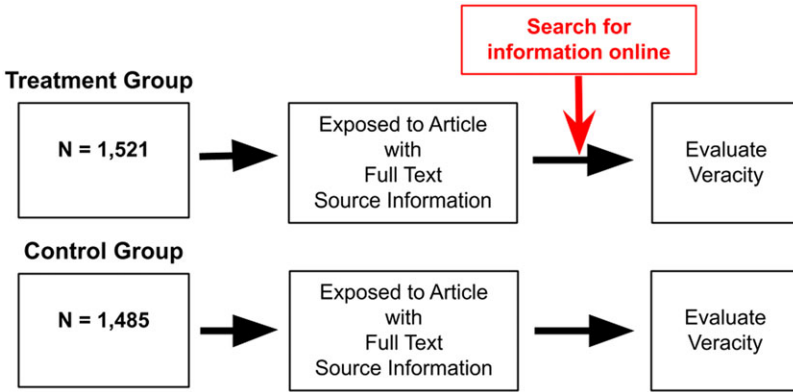 Search for
information online
Treatment Group
N = 1,521
Exposed to Article
with
Full Text
Source Information
Evaluate
Veracity
Control Group
N = 1,485
Exposed to Article
with
Full Text
Source Information
Evaluate
Veracity